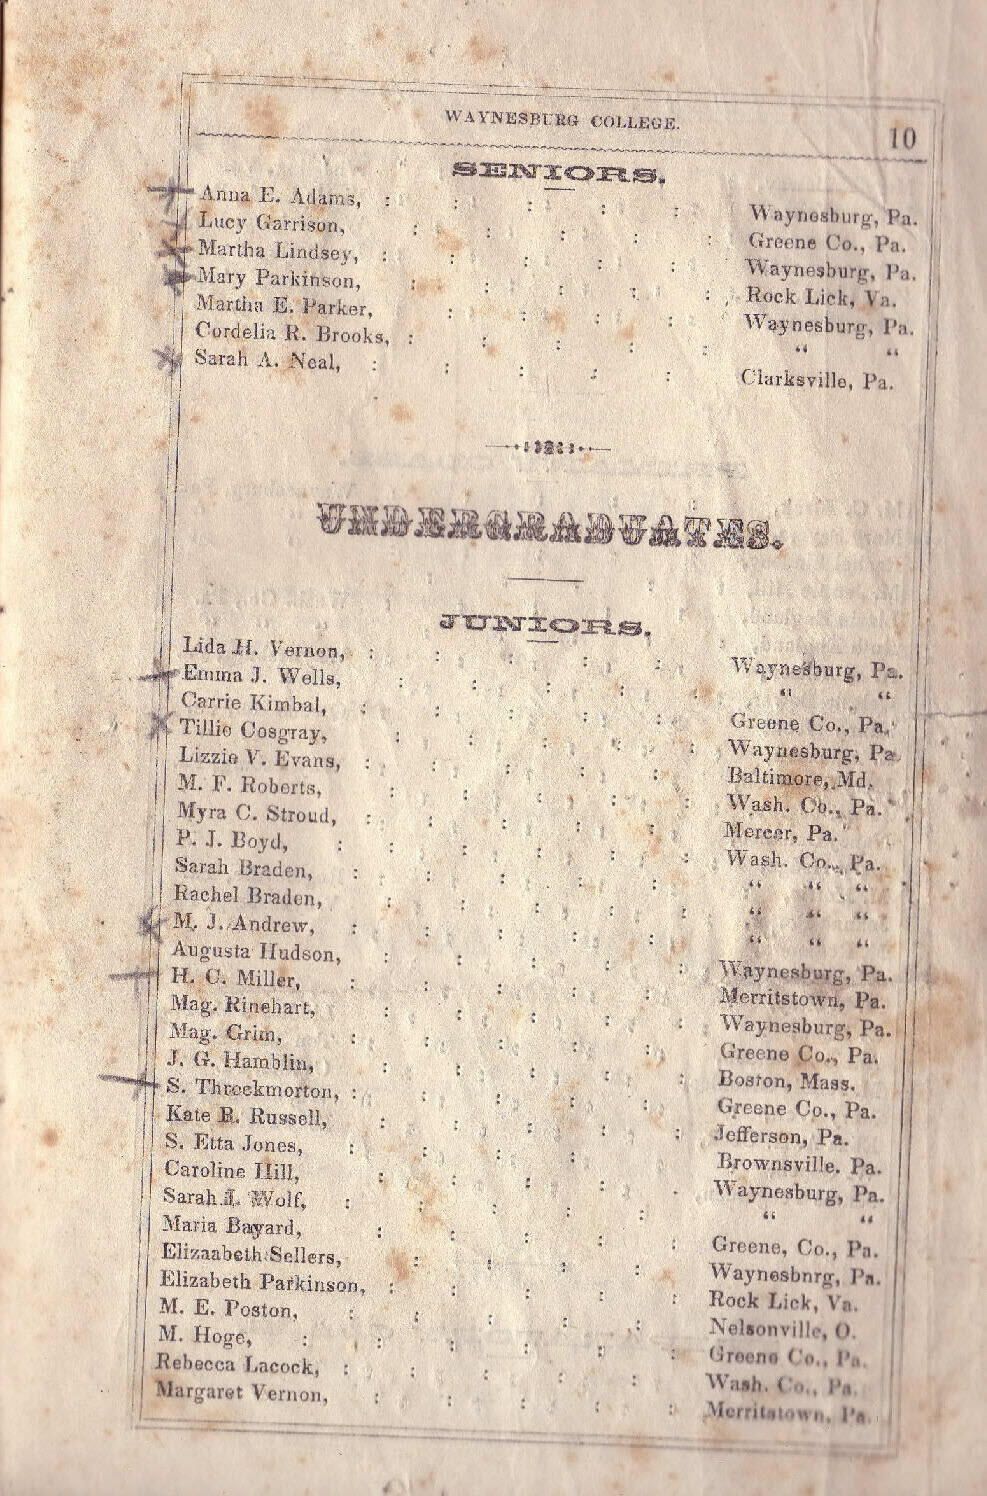 WAYNESBURG COLLEGE. 10
SENIORS.
Anna E. Adams, : : : : : Waynesburg, Pa.
Lucy Garrison, : : : : : Greene Co., Pa.
Martha Lindsey, : : : : : Waynesburg, Pa.
Mary Parkinson, : : : : : Rock Lick, Va.
Martha E. Parker, : : : : Waynesburg, Pa.
Cordelia R. Brooks, : : : : : “ “
Sarah A. Neal, : : : : : Clarksville, Pa.
UNDERGRADUATES.
JUNIORS.
Lida H. Vernon, : : : : : Waynesburg, Pa.
Emma J. Wells, : : : : : “ “
Carrie Kimbal, : : : : : Greene Co., Pa.
Tillie Cosgray, : : : : : Waynesburg, Pa
Lizzie V. Evans, : : : : : Baltimore, Md.
M. F. Roberts, : : : : : Wash. Co., Pa.
Myra C. Stroud, : : : : : Mercer, Pa.
P. J. Boyd, : : : : : : Wash. Co., Pa.
Sarah Braden, : : : : : “ “ “
Rachel Braden, : : : : : “ “ “
M. J. Andrew, : : : : : “ “ “
Augusta Hudson, : : : : : Waynesburg, Pa.
H. C. Miller, : : : : : Merritstown, Pa.
Mag. Rinehart, : : : : : Waynesburg, Pa.
Mag. Grim, : : : : : Greene Co., Pa.
J. G. Hamblin, : : : : : Boston, Mass.
S. Throckmorton, : : : : : Greene Co., Pa.
Kate B. Russell, : : : : : Jefferson, Pa.
S. Etta Jones, : : : : : Brownsville. Pa.
Caroline Hill, : : : : : Waynesburg, Pa.
Sarah I. Wolf, : : : : : “ “
Maria Bayard, : : : : : Greene, Co., Pa.
Elizaabeth Sellers, : : : : Waynesbnrg, Pa.
Elizabeth Parkinson, : : : : : Rock Lick, Va.
M. E. Poston, : : : : : Nelsonville, O.
M. Hoge, : : : : : : Greene Co., Pa.
Rebecca Lacock, : : : : : Wash. Co., Pa.
Margaret Vernon, : : : : : Merritstown, Pa.